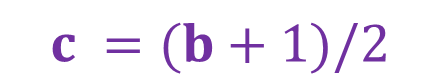 c = (b + 1)/2